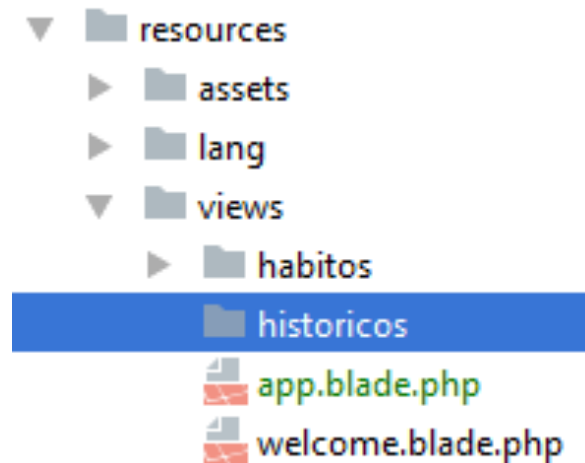 resources
assets
lang
views
habitos
historicos
app.blade.php
welcome.blade.php